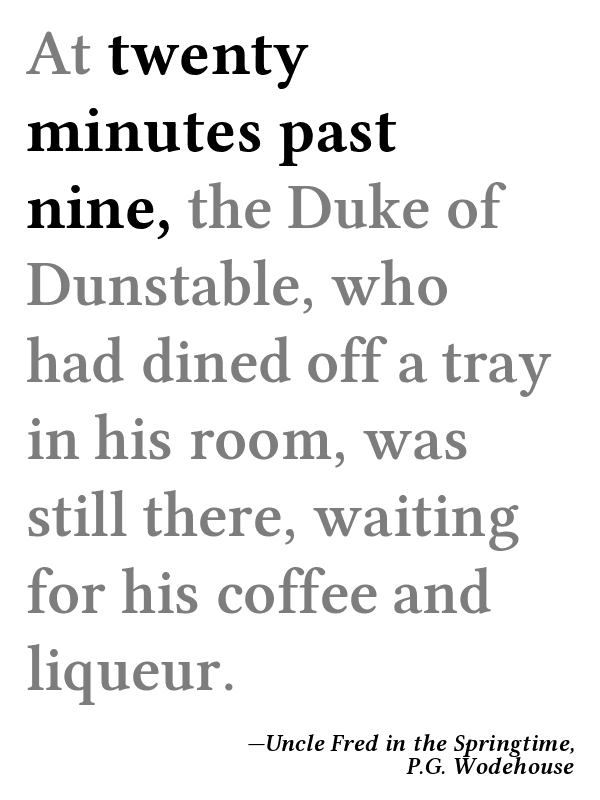 At twenty
minutes past
nine, the Duke of
Dunstable, who
had dined off a tray
in his room, was
still there, waiting
for his coffee and
liqueur.
—Uncle Fred in the Springtime,
P.G. Wodehouse